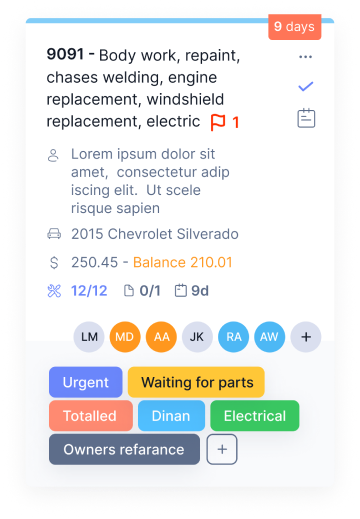 9 days
9091 - Body work, repaint,
chases welding, engine
replacement, windshield
replacement, electric 1
Lorem ipsum dolor sit
amet, consectetur adip
iscing elit. Ut scele
risque sapien
2015 Chevrolet Silverado
$ 250.45 - Balance 210.01
12/12 0/1 9d
LM MD AA JK RA AW +
Urgent Waiting for parts
Totalled Dinan Electrical
Owners refarance +